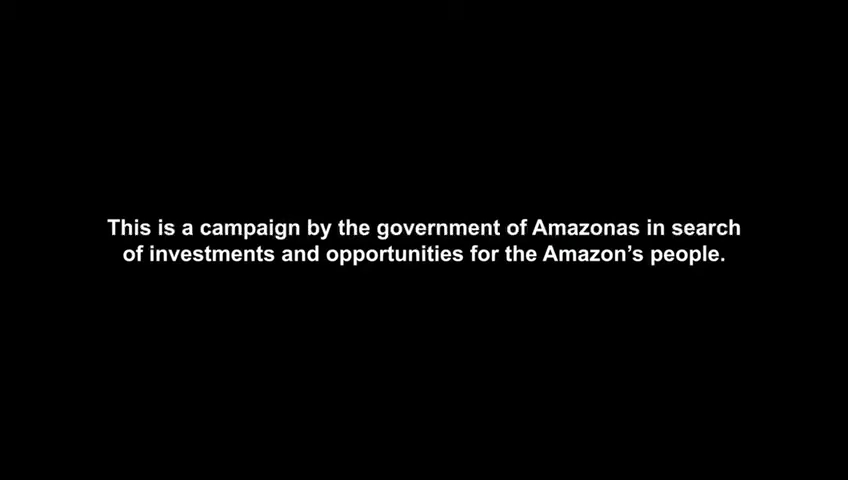 This is a campaign by the government of Amazonas in search
of investments and opportunities for the Amazon’s people.